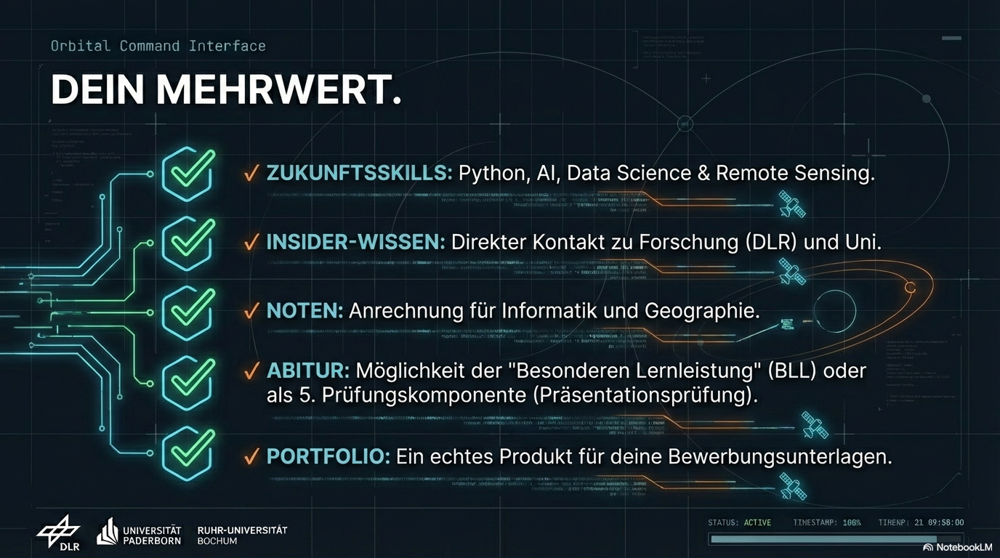 Orbital Command Interface
DEIN MEHRWERT.
✓ ZUKUNFTSSKILLS: Python, AI, Data Science & Remote Sensing.
✓ INSIDER-WISSEN: Direkter Kontakt zu Forschung (DLR) und Uni.
✓ NOTEN: Anrechnung für Informatik und Geographie.
✓ ABITUR: Möglichkeit der "Besonderen Lernleistung" (BLL) oder
als 5. Prüfungskomponente (Präsentationsprüfung).
✓ PORTFOLIO: Ein echtes Produkt für deine Bewerbungsunterlagen.
DLR
UNIVERSITÄT
PADERBORN
RUHR-UNIVERSITÄT
BOCHUM
STATUS: ACTIVE TINESTAMP: 100% TIRENP: 21 09:58:00
NotebookLM